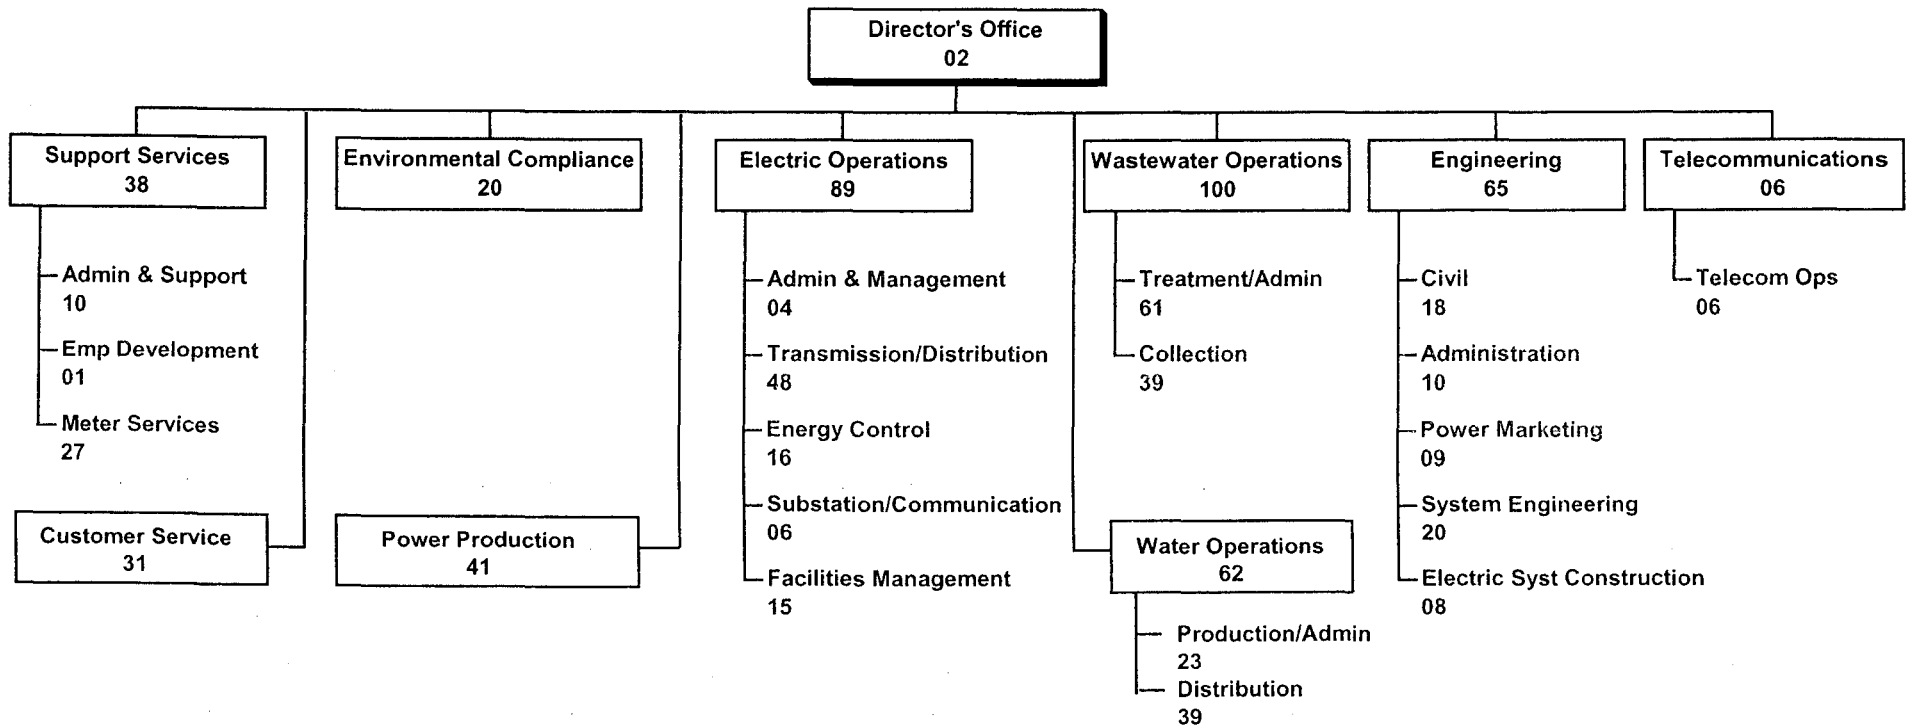 Director's Office
02
Support Services
38
Admin & Support
10
Emp Development
01
Meter Services
27
Customer Service
31
Environmental Compliance
20
Power Production
41
Electric Operations
89
Admin & Management
04
Transmission/Distribution
48
Energy Control
16
Substation/Communication
06
Facilities Management
15
Wastewater Operations
100
Treatment/Admin
61
Collection
39
Water Operations
62
Production/Admin
23
Distribution
39
Engineering
65
Civil
18
Administration
10
Power Marketing
09
System Engineering
20
Electric Syst Construction
08
Telecommunications
06
Telecom Ops
06